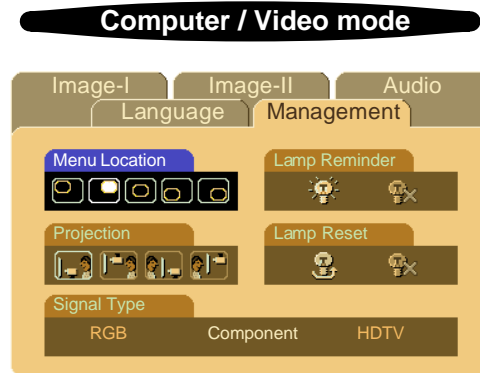 Computer / Video mode
Image-I Image-II Audio
Language Management
Menu Location Lamp Reminder
Projection Lamp Reset
Signal Type
RGB Component HDTV